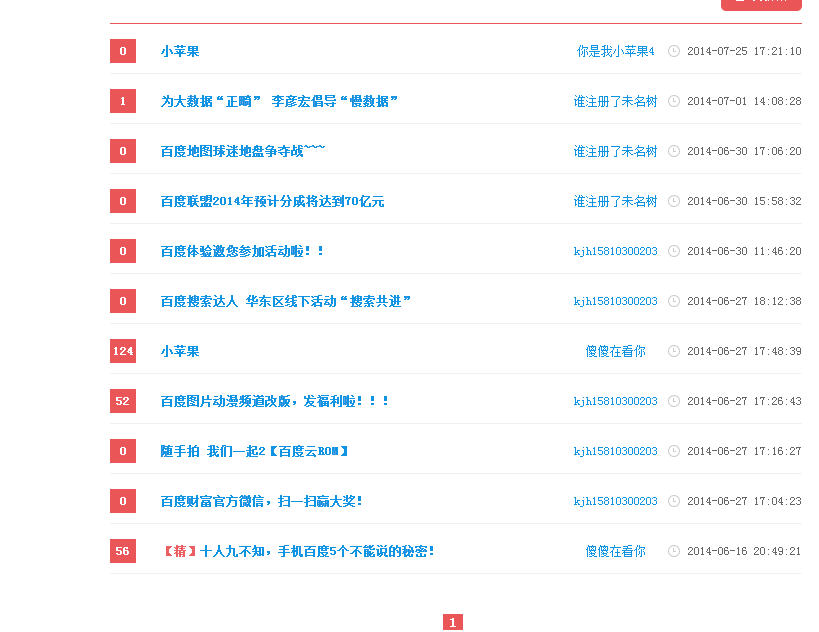 0 小苹果 你是我小苹果4 2014-07-25 17:21:10
1 为大数据“正畸” 李彦宏倡导“慢数据” 谁注册了未名树 2014-07-01 14:08:28
0 百度地图球迷地盘争夺战~~~ 谁注册了未名树 2014-06-30 17:06:20
0 百度联盟2014年预计分成将达到70亿元 谁注册了未名树 2014-06-30 15:58:32
0 百度体验邀您参加活动啦！！ kjh15810300203 2014-06-30 11:46:20
0 百度搜索达人 华东区线下活动“搜索共进” kjh15810300203 2014-06-27 18:12:38
124 小苹果 傻傻在看你 2014-06-27 17:48:39
52 百度图片动漫频道改版，发福利啦！！！ kjh15810300203 2014-06-27 17:26:43
0 随手拍 我们一起2【百度云ROM】 kjh15810300203 2014-06-27 17:16:27
0 百度财富官方微信，扫一扫赢大奖！ kjh15810300203 2014-06-27 17:04:23
56 【精】十人九不知，手机百度5个不能说的秘密！ 傻傻在看你 2014-06-16 20:49:21
1